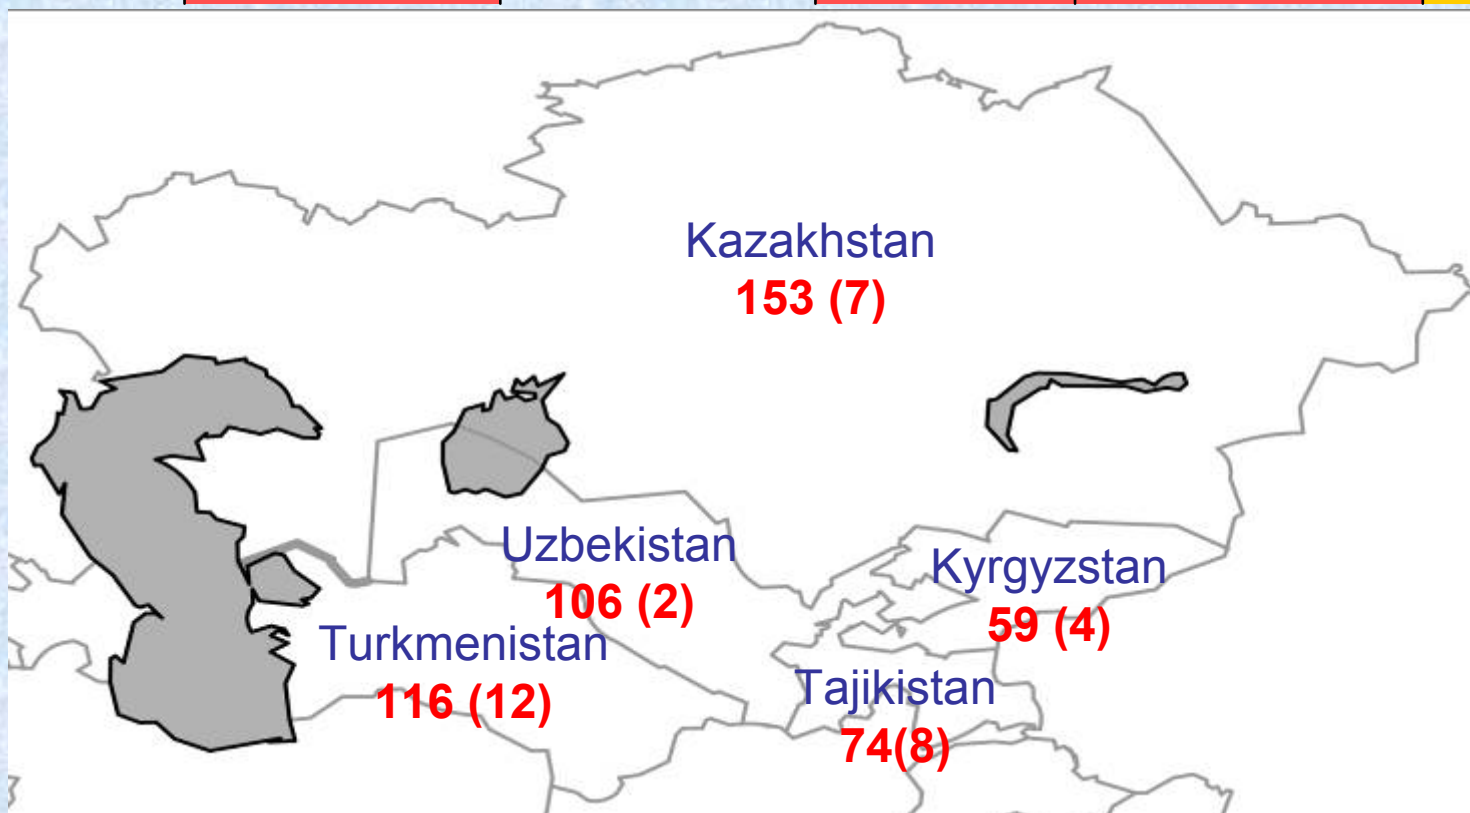 Kazakhstan
153 (7)
Uzbekistan
106 (2)
Kyrgyzstan
59 (4)
Turkmenistan
116 (12)
Tajikistan
74(8)